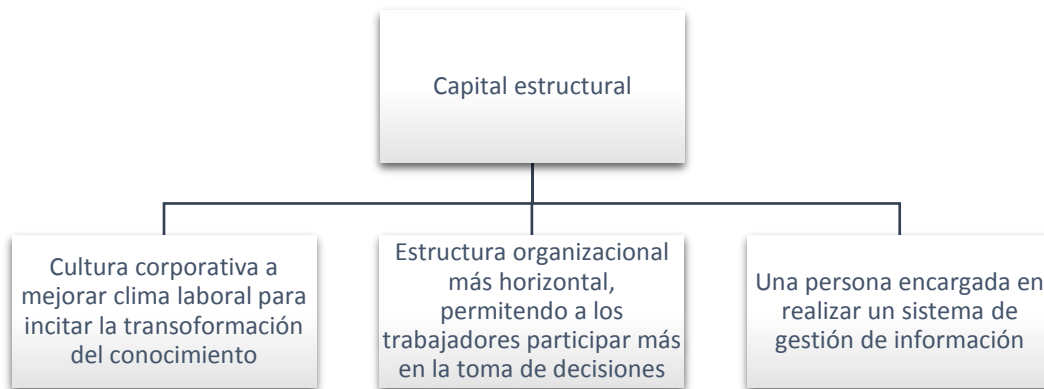 Capital estructural
Cultura corporativa a
mejorar clima laboral para
incitar la transoformación
del conocimiento
Estructura organizacional
más horizontal,
permitendo a los
trabajadores participar más
en la toma de decisiones
Una persona encargada en
realizar un sistema de
gestión de información